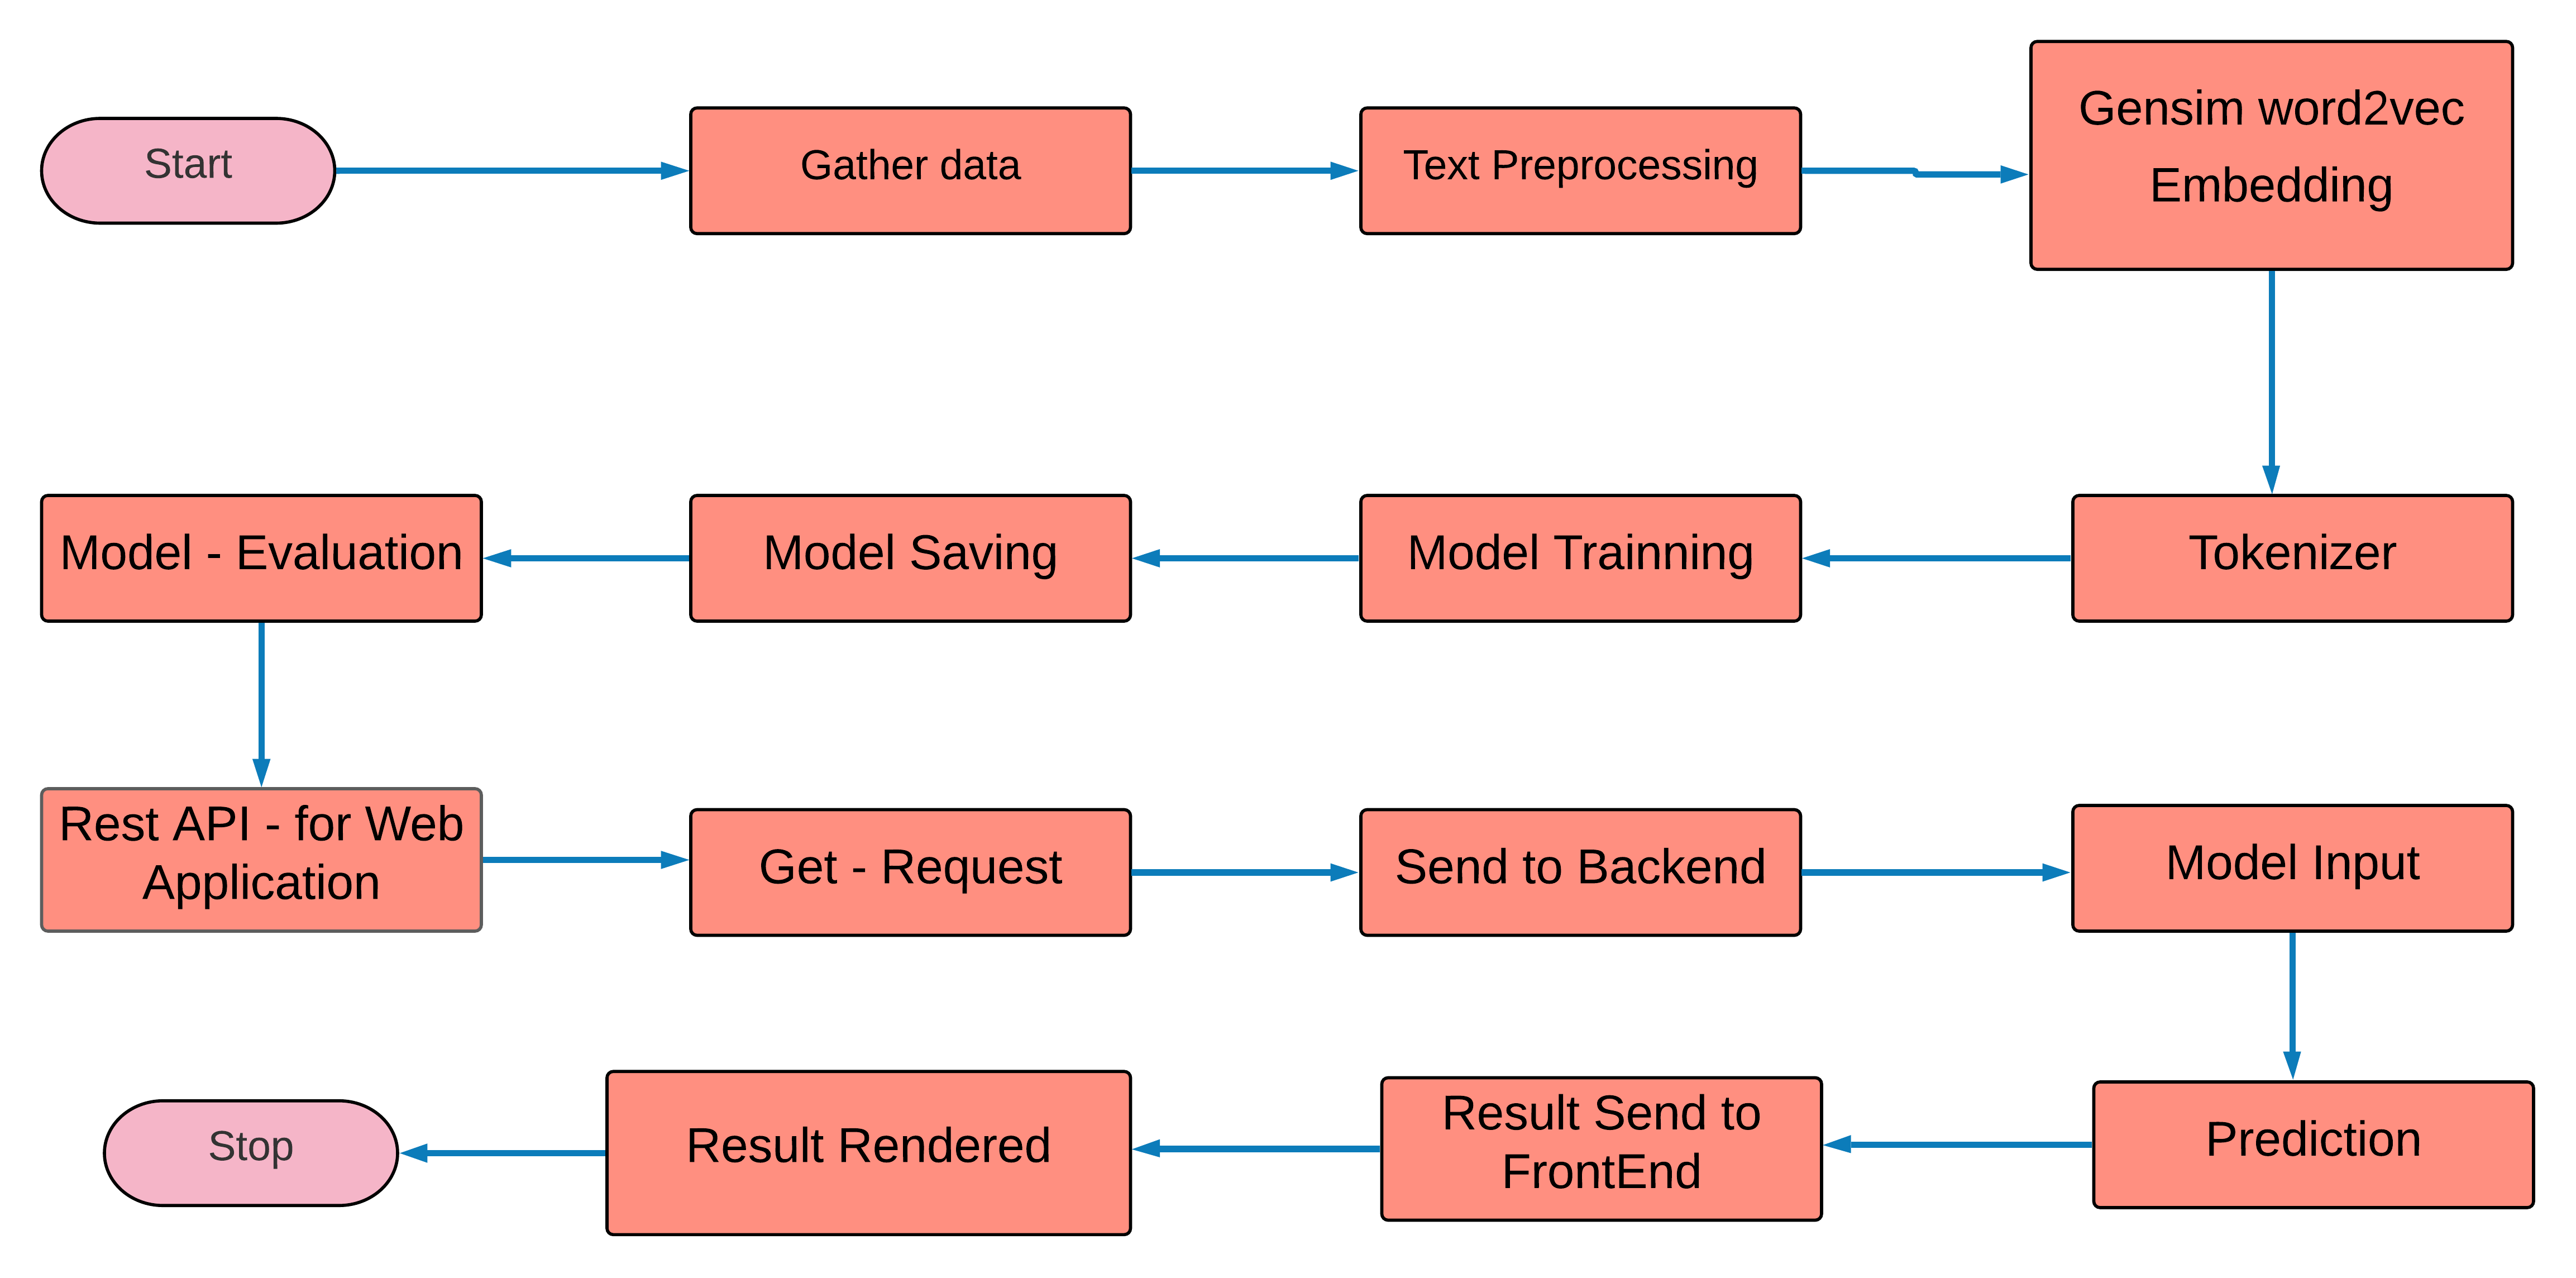 Start
Gather data
Text Preprocessing
Gensim word2vec
Embedding
Tokenizer
Model Trainning
Model Saving
Model - Evaluation
Rest API - for Web
Application
Get - Request
Send to Backend
Model Input
Prediction
Result Send to
FrontEnd
Result Rendered
Stop